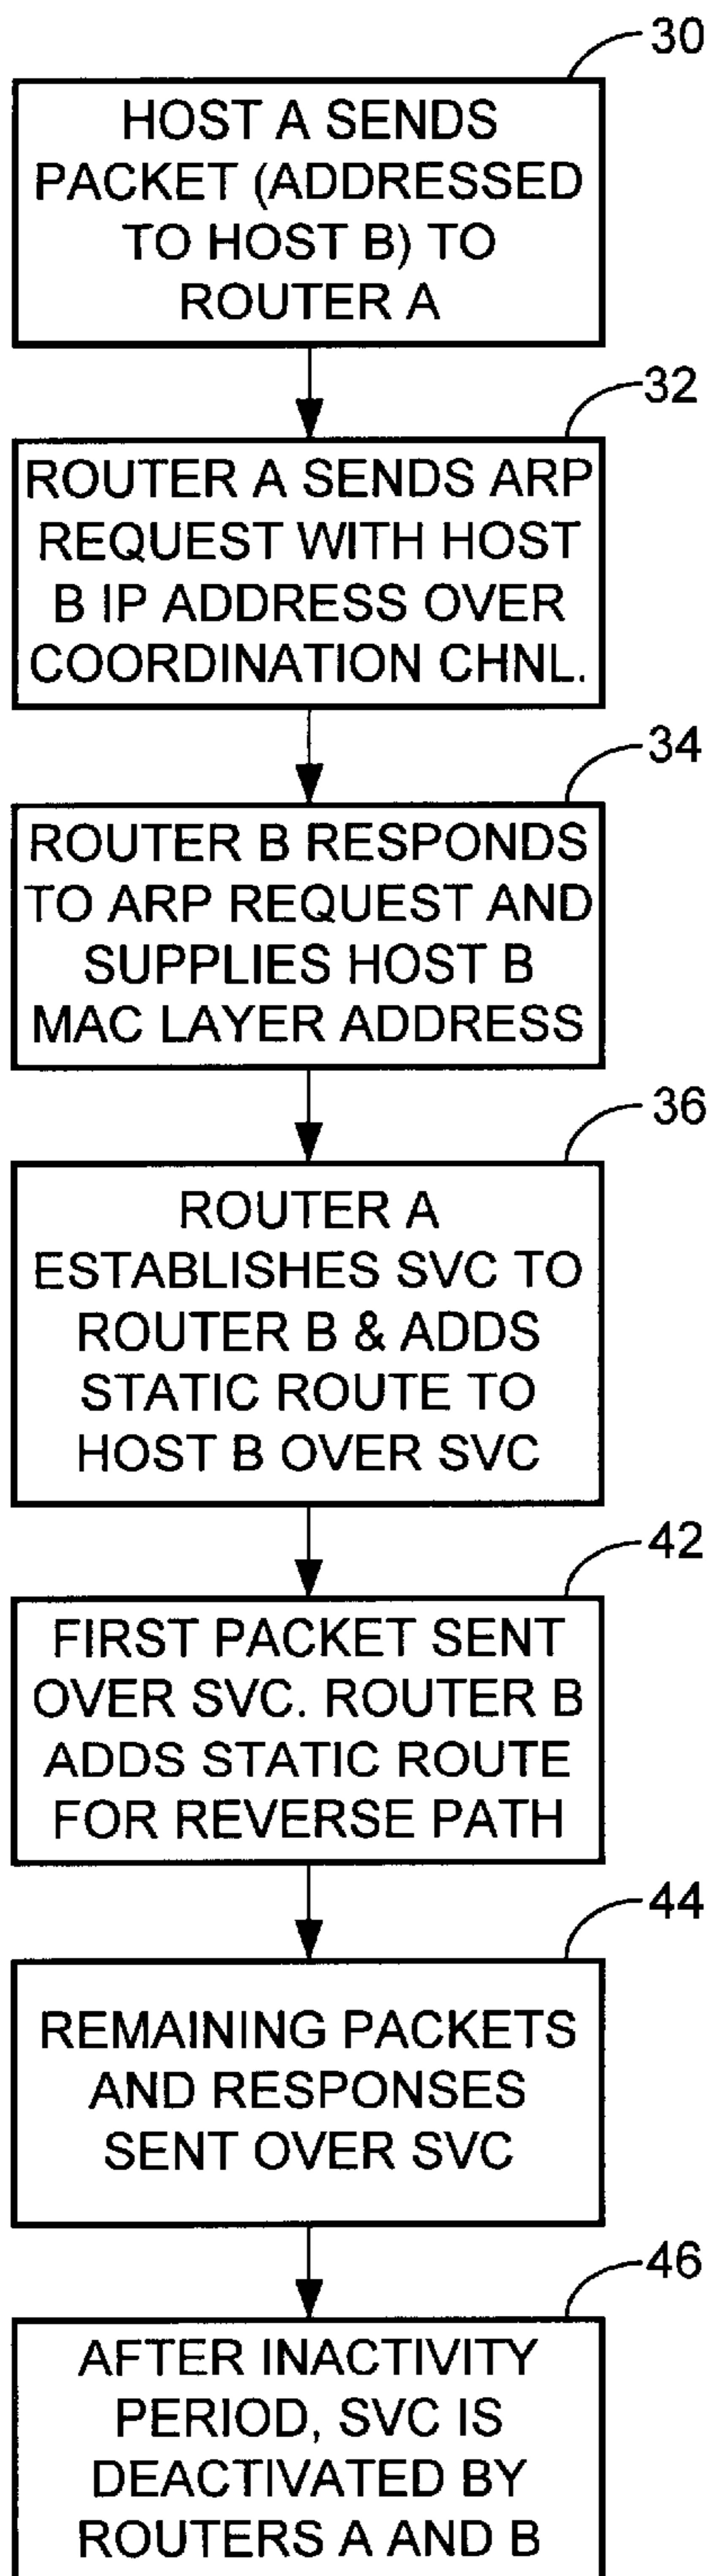 30
HOST A SENDS
PACKET (ADDRESSED
TO HOST B) TO
ROUTER A
32
ROUTER A SENDS ARP
REQUEST WITH HOST
B IP ADDRESS OVER
COORDINATION CHNL.
34
ROUTER B RESPONDS
TO ARP REQUEST AND
SUPPLIES HOST B
MAC LAYER ADDRESS
36
ROUTER A
ESTABLISHES SVC TO
ROUTER B & ADDS
STATIC ROUTE TO
HOST B OVER SVC
42
FIRST PACKET SENT
OVER SVC. ROUTER B
ADDS STATIC ROUTE
FOR REVERSE PATH
44
REMAINING PACKETS
AND RESPONSES
SENT OVER SVC
46
AFTER INACTIVITY
PERIOD, SVC IS
DEACTIVATED BY
ROUTERS A AND B